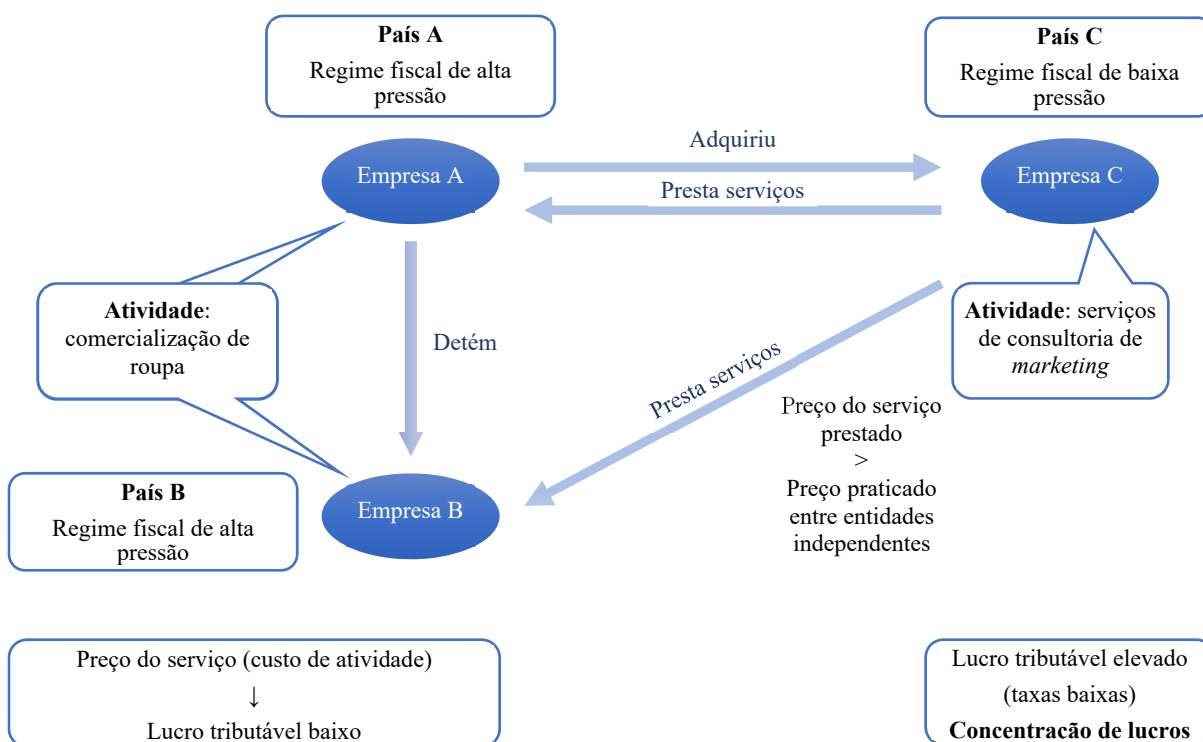 País A
Regime fiscal de alta
pressão
País C
Regime fiscal de baixa
pressão
Empresa A
Adquiriu
Presta serviços
Empresa C
Atividade:
comercialização de
roupa
Detém
Presta serviços
Atividade: serviços
de consultoria de
marketing
Preço do serviço
prestado
>
Preço praticado
entre entidades
independentes
País B
Regime fiscal de alta
pressão
Empresa B
Preço do serviço (custo de atividade)
↓
Lucro tributável baixo
Lucro tributável elevado
(taxas baixas)
Concentração de lucros